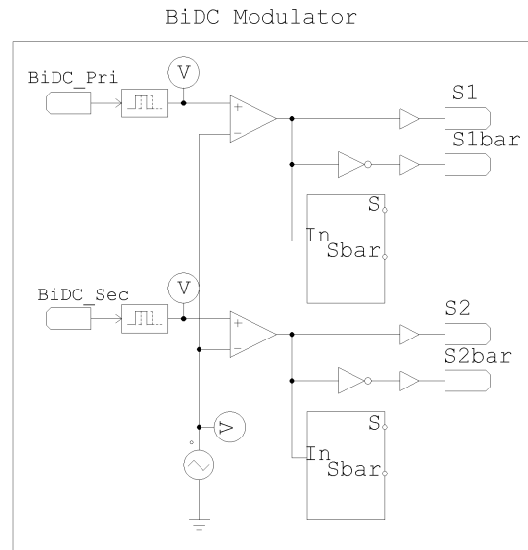 BiDC Modulator
BiDC_Pri
V
S1
S1bar
+
−
S
In
Sbar
BiDC_Sec
V
S2
S2bar
+
−
V
S
In
Sbar